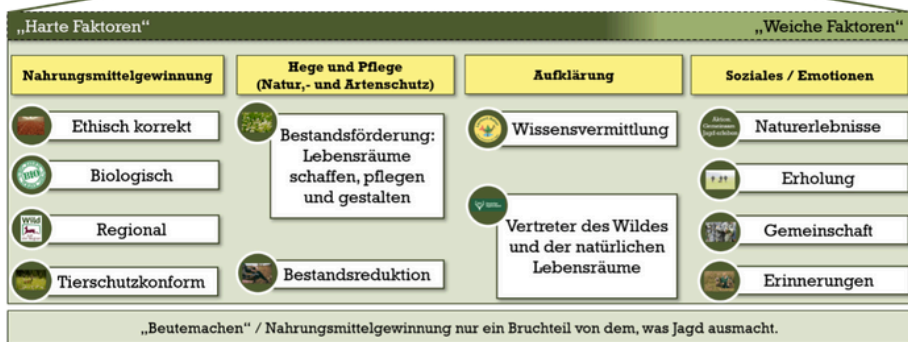 „Harte Faktoren“
„Weiche Faktoren“
Nahrungsmittelgewinnung
Ethisch korrekt
BIO
Biologisch
Wild
Regional
Tierschutzkonform
Hege und Pflege
(Natur,- und Artenschutz)
Bestandsförderung:
Lebensräume
schaffen, pflegen
und gestalten
Bestandsreduktion
Aufklärung
Wissensvermittlung
Vertreter des Wildes
und der natürlichen
Lebensräume
Soziales / Emotionen
Naturerlebnisse
Erholung
Gemeinschaft
Erinnerungen
„Beutemachen“ / Nahrungsmittelgewinnung nur ein Bruchteil von dem, was Jagd ausmacht.